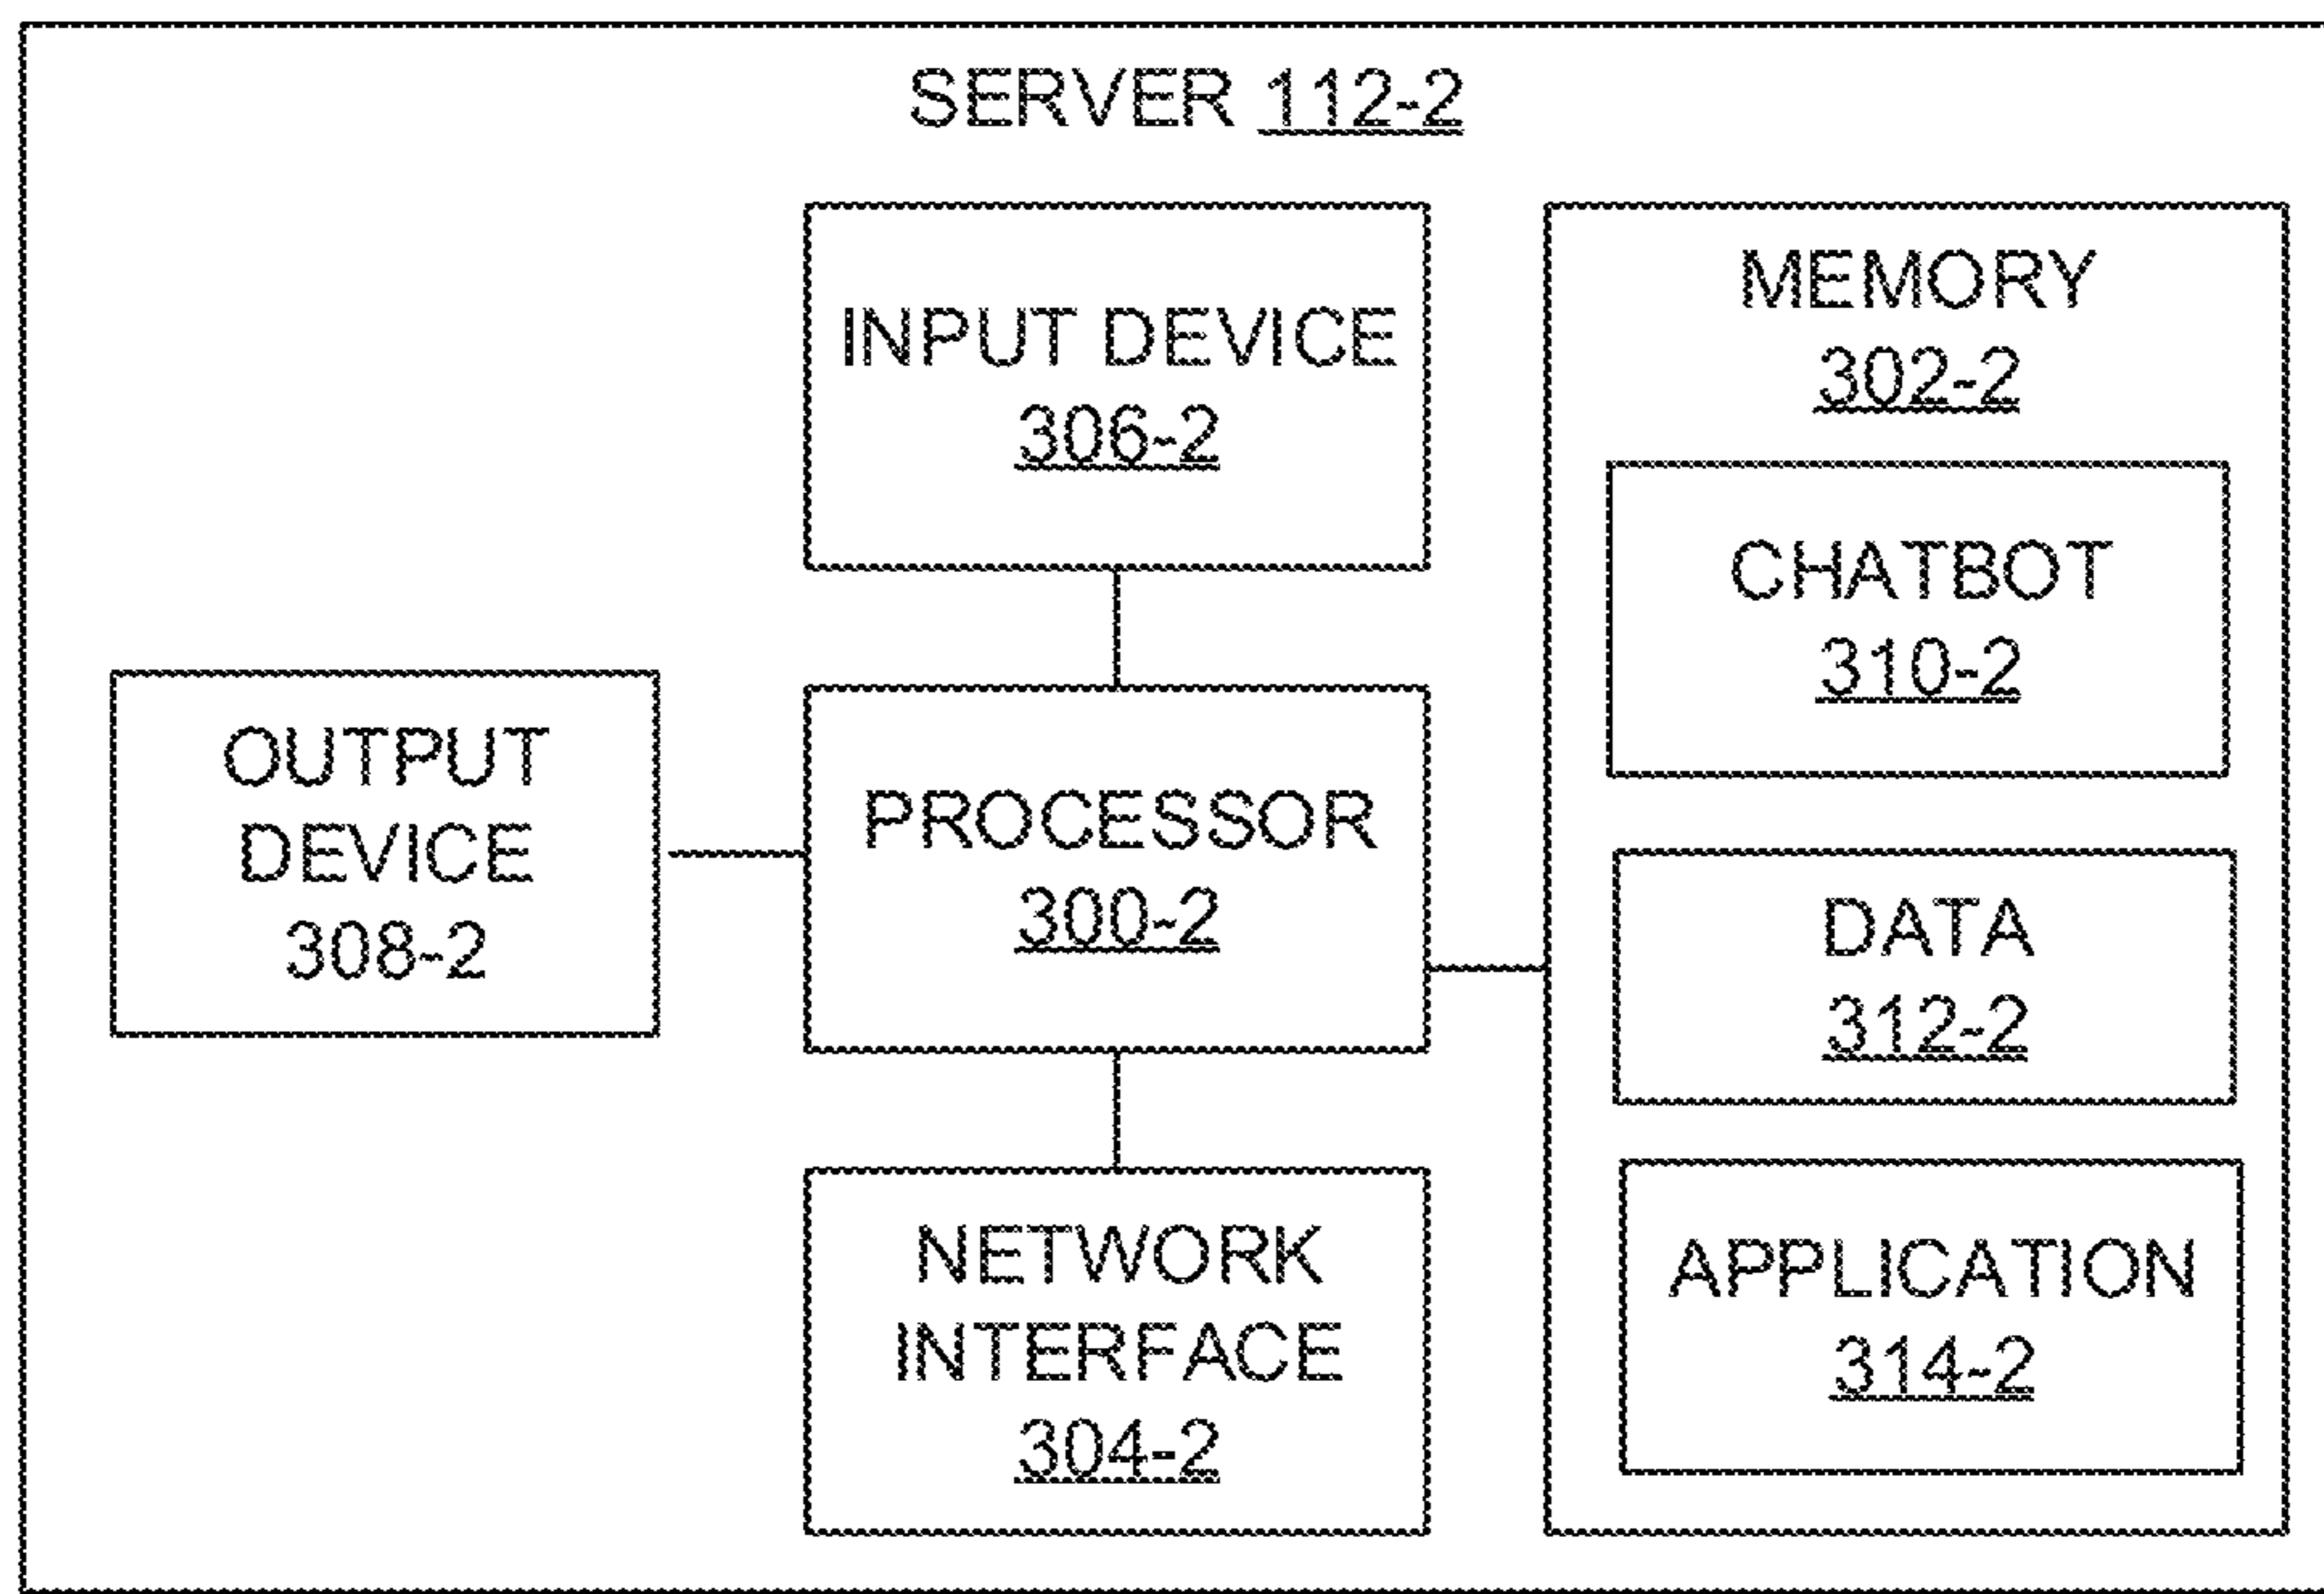 SERVER 112-2
INPUT DEVICE
306-2
MEMORY
302-2
CHATBOT
310-2
OUTPUT
DEVICE
308-2
PROCESSOR
300-2
DATA
312-2
NETWORK
INTERFACE
304-2
APPLICATION
314-2